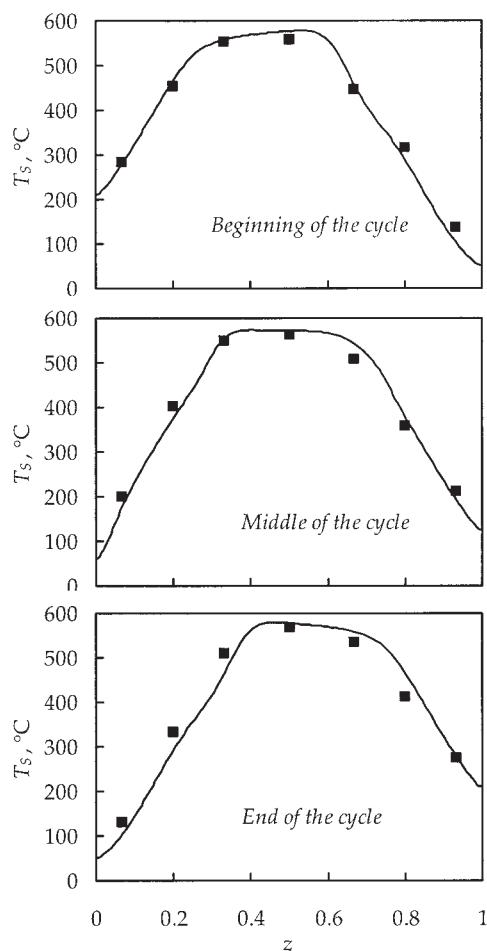 600
500
400
300
200
100
0
T_S, °C
Beginning of the cycle
600
500
400
300
200
100
0
T_S, °C
Middle of the cycle
600
500
400
300
200
100
0
T_S, °C
End of the cycle
0 0.2 0.4 0.6 0.8 1
z